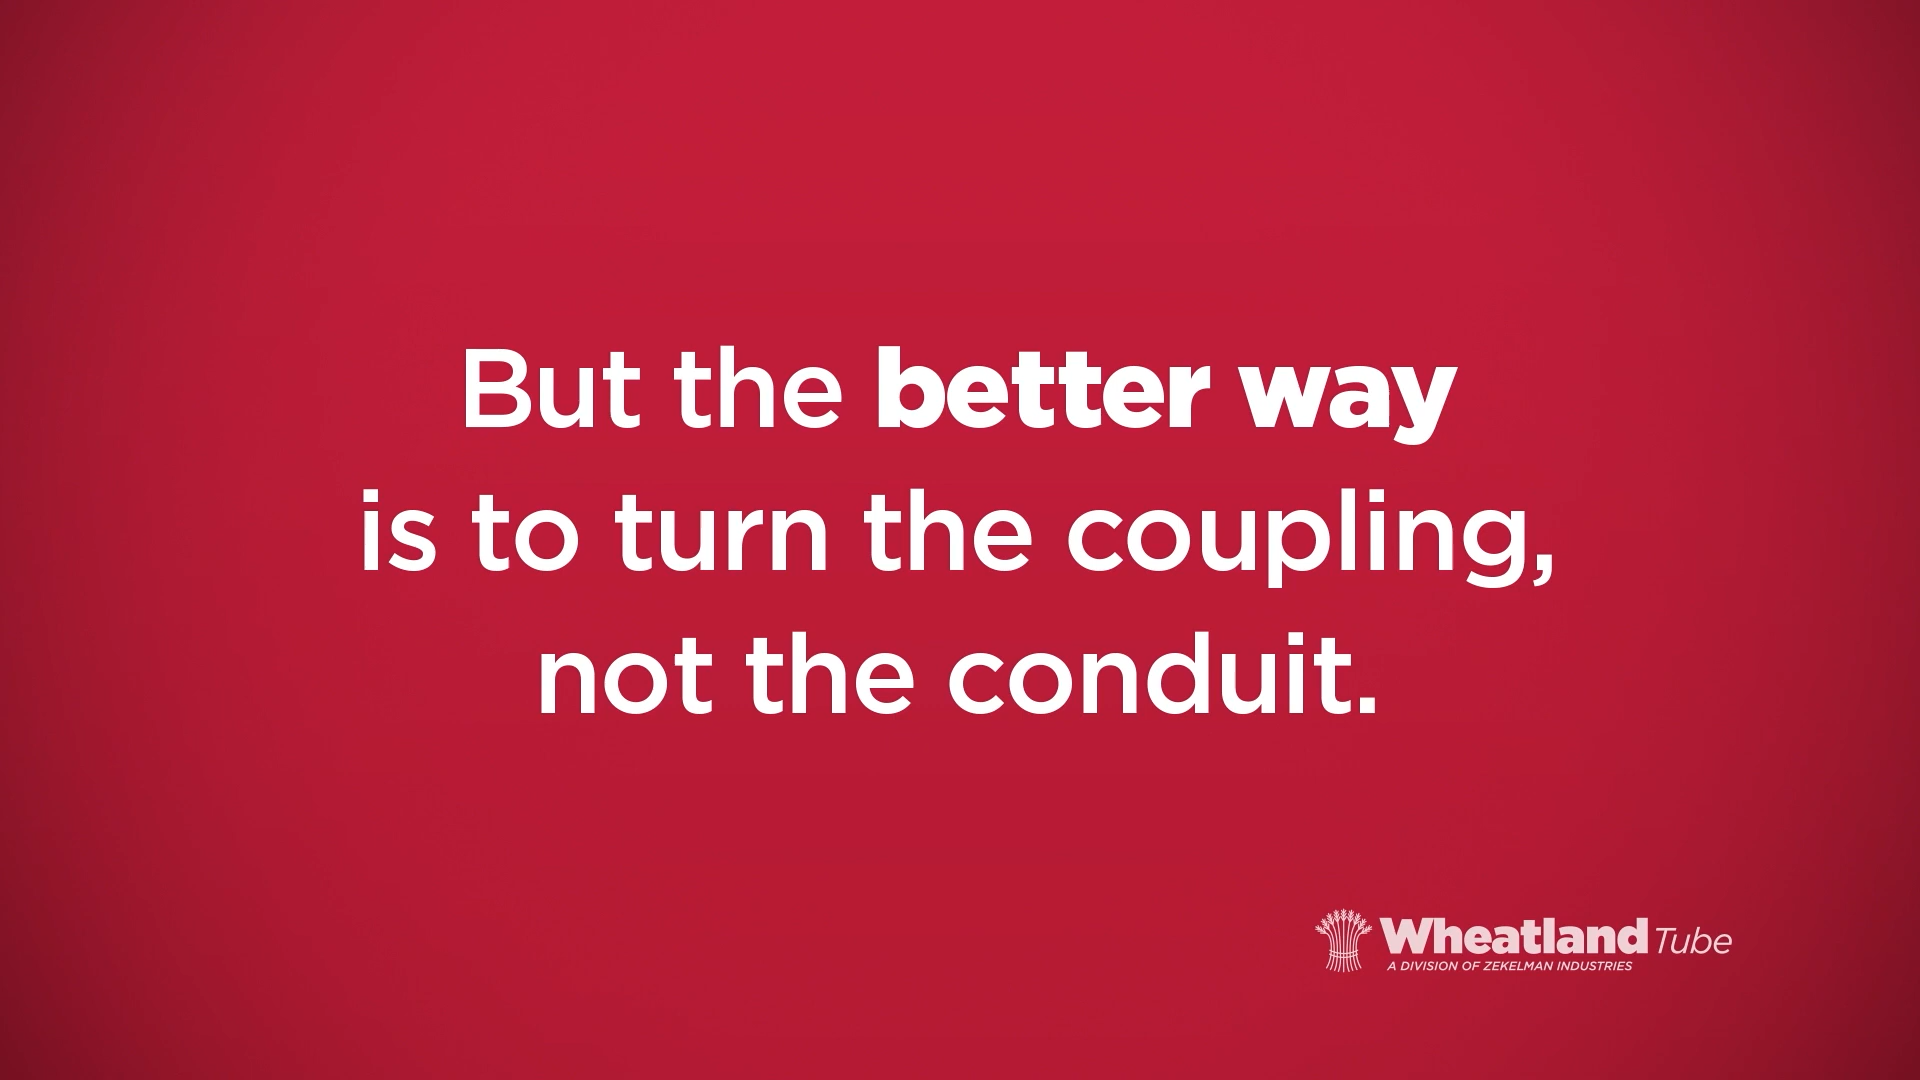 But the better way
is to turn the coupling,
not the conduit.
Wheatland Tube
A DIVISION OF ZEKELMAN INDUSTRIES